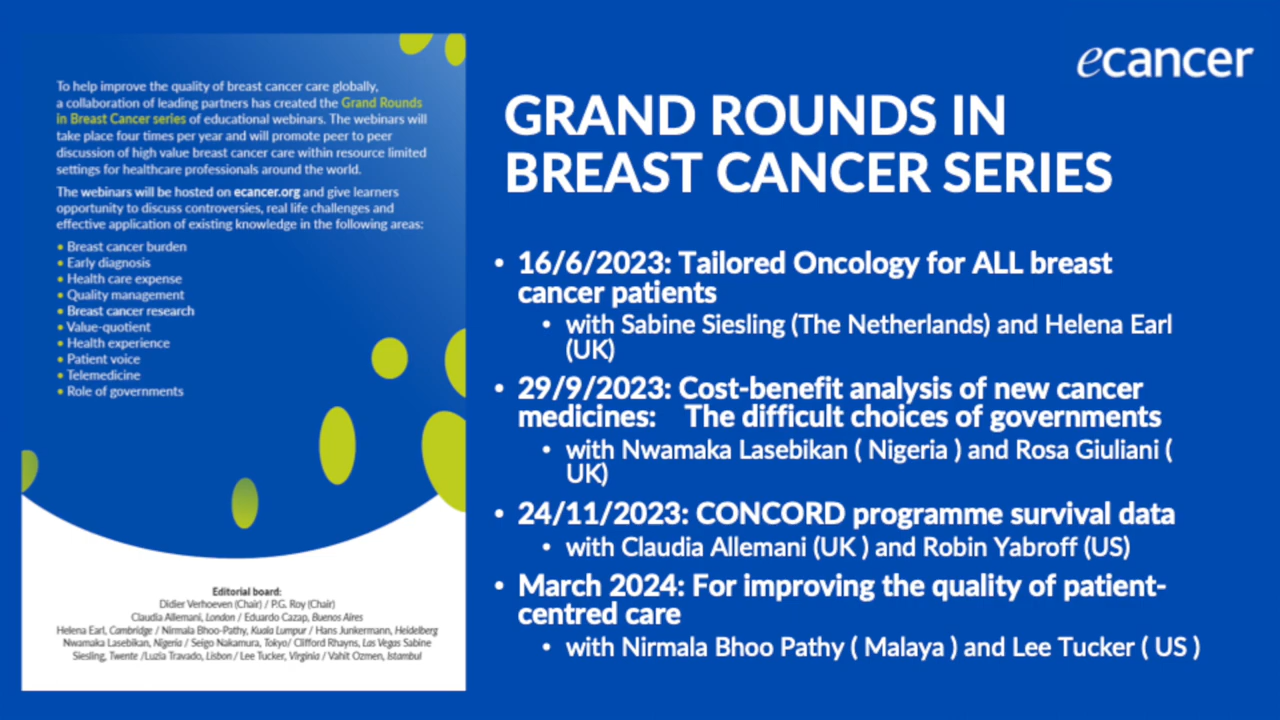 To help improve the quality of breast cancer care globally,
a collaboration of leading partners has created the Grand Rounds
in Breast Cancer series of educational webinars. The webinars will
take place four times per year and will promote peer to peer
discussion of high value breast cancer care within resource limited
settings for healthcare professionals around the world.
The webinars will be hosted on ecancer.org and give learners
opportunity to discuss controversies, real life challenges and
effective application of existing knowledge in the following areas:
• Breast cancer burden
• Early diagnosis
• Health care expense
• Quality management
• Breast cancer research
• Value-quotient
• Health experience
• Patient voice
• Telemedicine
• Role of governments
Editorial board:
Didier Verhoeven (Chair) / P.G. Roy (Chair)
Claudia Allemani, London / Eduardo Cazap, Buenos Aires
Helena Earl, Cambridge / Nirmala Bhoo-Pathy, Kuala Lumpur / Hans Junkermann, Heidelberg
Nwamaka Lasebikan, Nigeria / Seigo Nakamura, Tokyo/ Clifford Rhayns, Las Vegas Sabine
Siesling, Twente /Luzia Travado, Lisbon / Lee Tucker, Virginia / Vahit Ozmen, Istambul
ecancer
GRAND ROUNDS IN
BREAST CANCER SERIES
• 16/6/2023: Tailored Oncology for ALL breast
cancer patients
• with Sabine Siesling (The Netherlands) and Helena Earl
(UK)
• 29/9/2023: Cost-benefit analysis of new cancer
medicines: The difficult choices of governments
• with Nwamaka Lasebikan ( Nigeria ) and Rosa Giuliani (
UK)
• 24/11/2023: CONCORD programme survival data
• with Claudia Allemani (UK ) and Robin Yabroff (US)
• March 2024: For improving the quality of patient-
centred care
• with Nirmala Bhoo Pathy ( Malaya ) and Lee Tucker ( US )